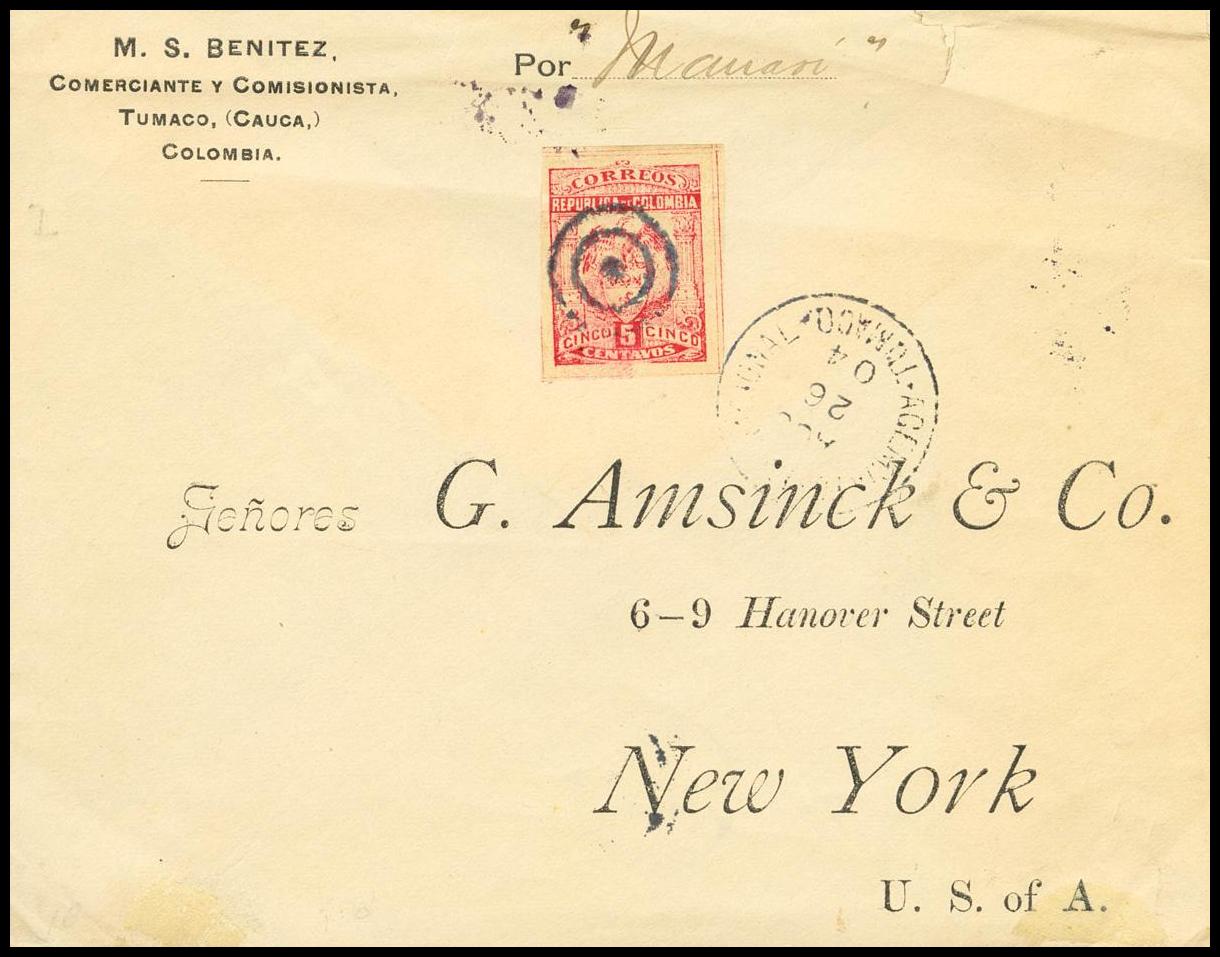 M. S. BENITEZ,
COMERCIANTE Y COMISIONISTA,
TUMACO, (CAUCA,)
COLOMBIA.
Por
CORREOS
REPUBLICA DE COLOMBIA
CINCO 5 CINCO
CENTAVOS
26
04
Señores G. Amsinck & Co.
6–9 Hanover Street
New York
U. S. of A.